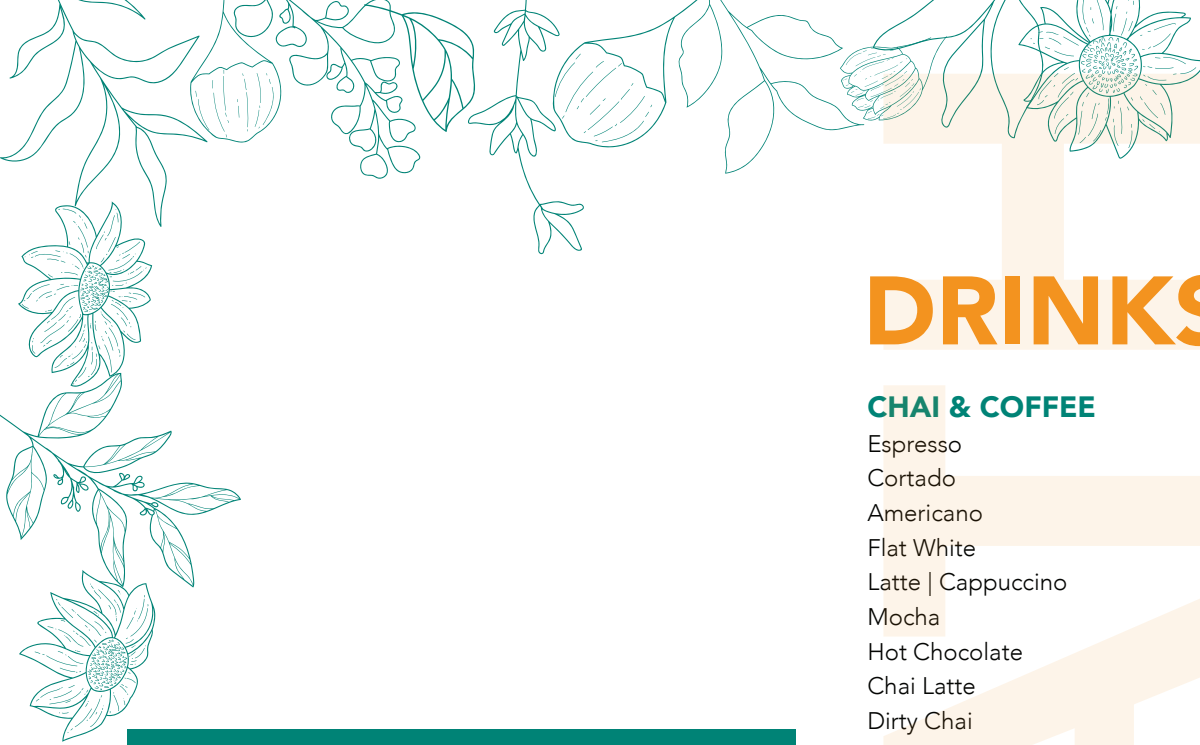 DRINKS
CHAI & COFFEE
Espresso
Cortado
Americano
Flat White
Latte | Cappuccino
Mocha
Hot Chocolate
Chai Latte
Dirty Chai